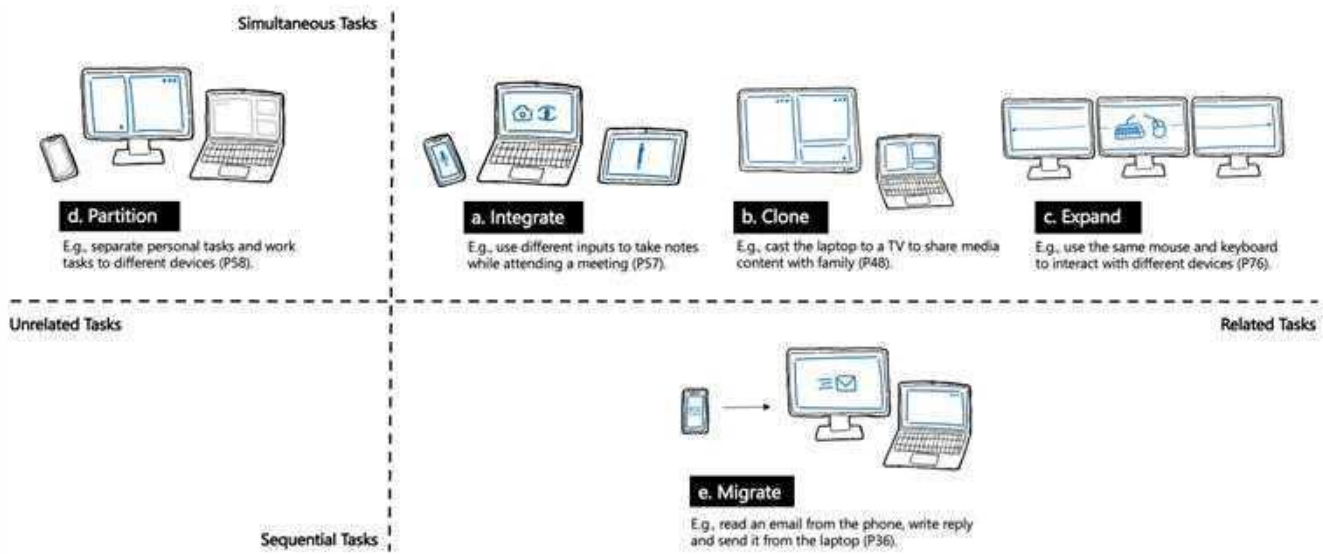 Simultaneous Tasks
d. Partition
E.g., separate personal tasks and work
tasks to different devices (P58).
a. Integrate
E.g., use different inputs to take notes
while attending a meeting (P57).
b. Clone
E.g., cast the laptop to a TV to share media
content with family (P48).
c. Expand
E.g., use the same mouse and keyboard
to interact with different devices (P76).
Unrelated Tasks
Related Tasks
e. Migrate
E.g., read an email from the phone, write reply
and send it from the laptop (P36).
Sequential Tasks